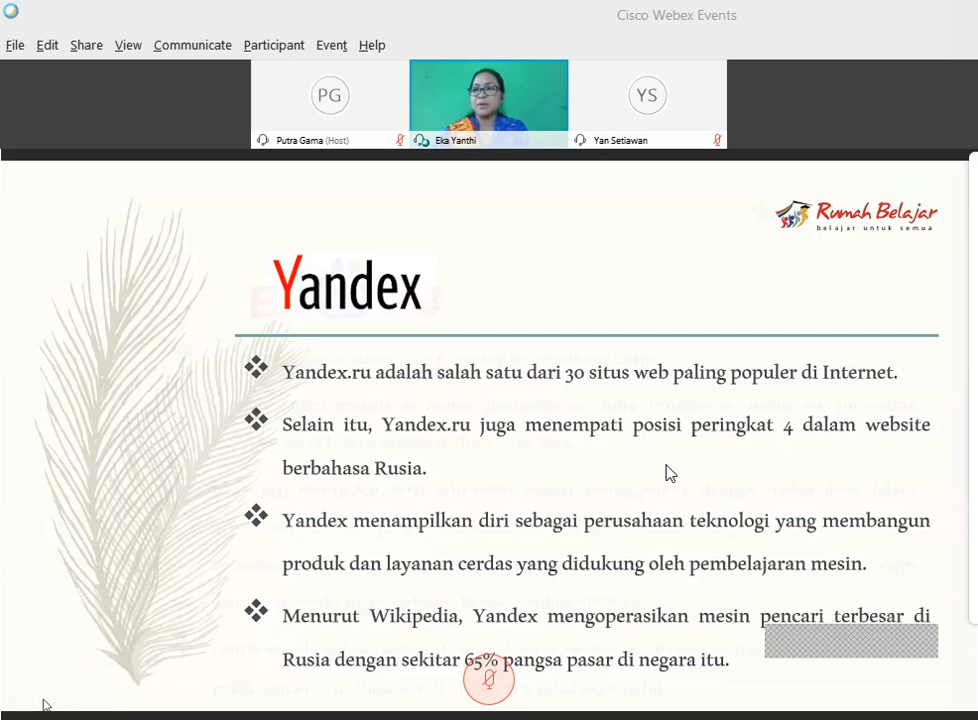 Cisco Webex Events
File Edit Share View Communicate Participant Event Help
PG
YS
Putra Gama (Host)
Eka Yanthi
Yan Setiawan
Rumah Belajar
belajar untuk semua
Yandex
Yandex.ru adalah salah satu dari 30 situs web paling populer di Internet.
Selain itu, Yandex.ru juga menempati posisi peringkat 4 dalam website
berbahasa Rusia.
Yandex menampilkan diri sebagai perusahaan teknologi yang membangun
produk dan layanan cerdas yang didukung oleh pembelajaran mesin.
Menurut Wikipedia, Yandex mengoperasikan mesin pencari terbesar di
Rusia dengan sekitar 65% pangsa pasar di negara itu.